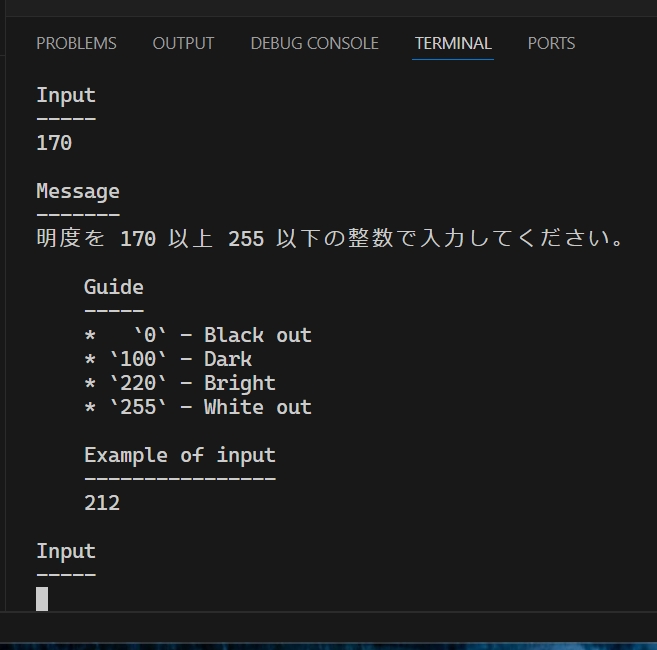 PROBLEMS OUTPUT DEBUG CONSOLE TERMINAL PORTS
Input
-----
170
Message
-------
明度を 170 以上 255 以下の整数で入力してください。
Guide
-----
*   `0` - Black out
* `100` - Dark
* `220` - Bright
* `255` - White out
Example of input
----------------
212
Input
-----